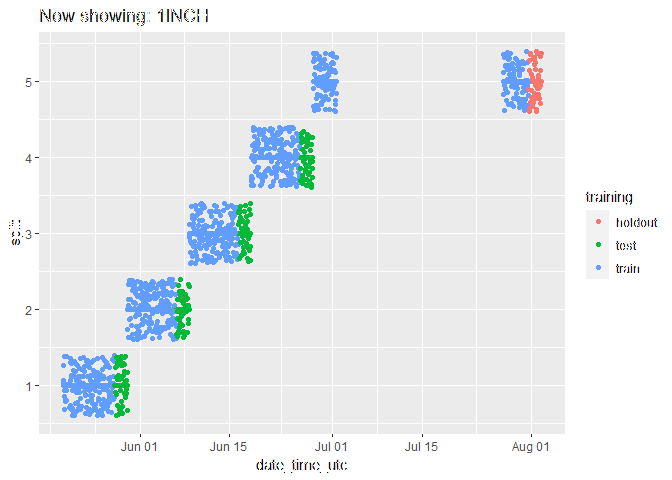 Now showing: 1INCH
split
5
4
3
2
1
Jun 01
Jun 15
Jul 01
Jul 15
Aug 01
date_time_utc
training
holdout
test
train